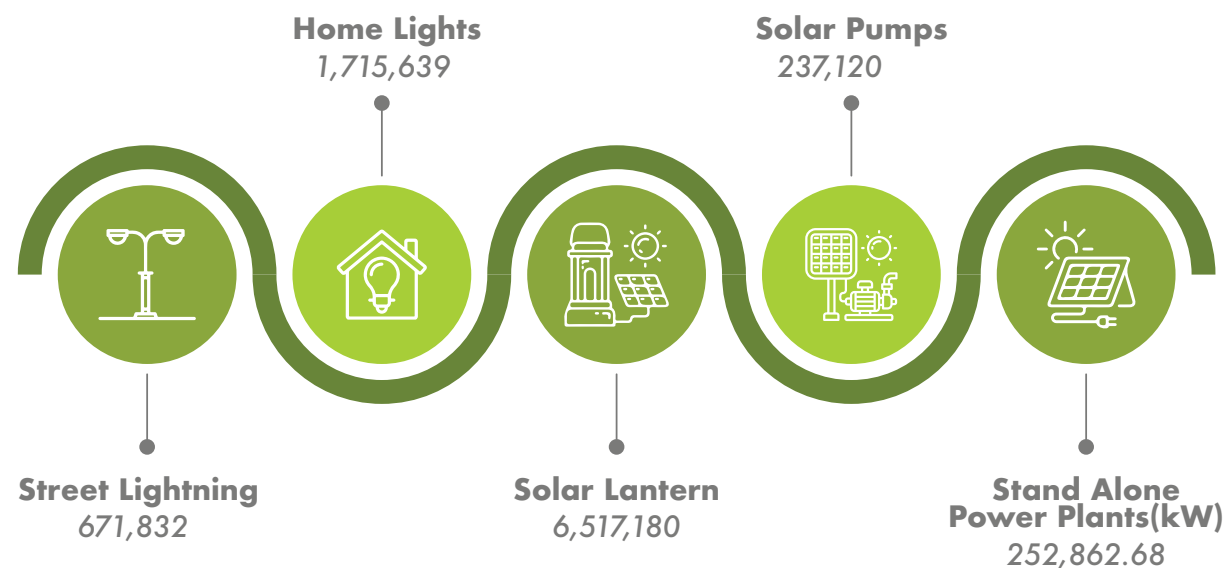 Home Lights
1,715,639
Solar Pumps
237,120
Street Lightning
671,832
Solar Lantern
6,517,180
Stand Alone
Power Plants(kW)
252,862.68